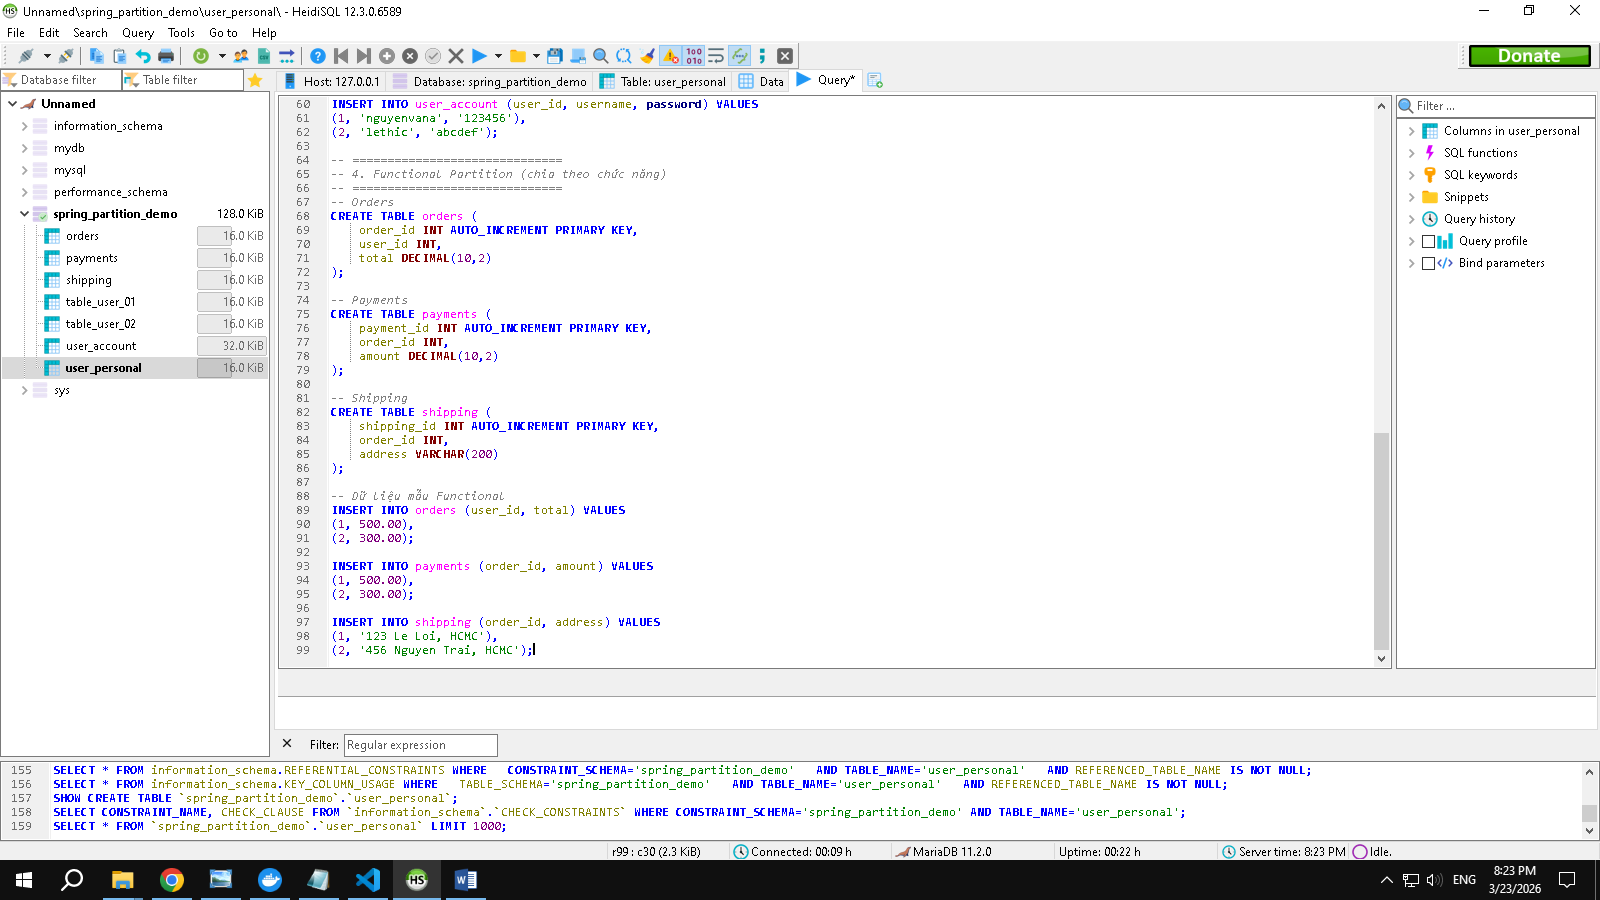 Unnamed\spring_partition_demo\user_personal\ - HeidiSQL 12.3.0.6589
File Edit Search Query Tools Go to Help
Donate
Database filter Table filter
Host: 127.0.0.1 Database: spring_partition_demo Table: user_personal Data Query*
Unnamed
information_schema
mydb
mysql
performance_schema
spring_partition_demo 128.0 KiB
orders 16.0 KiB
payments 16.0 KiB
shipping 16.0 KiB
table_user_01 16.0 KiB
table_user_02 16.0 KiB
user_account 32.0 KiB
user_personal 16.0 KiB
sys
60 INSERT INTO user_account (user_id, username, password) VALUES
61 (1, 'nguyenvana', '123456'),
62 (2, 'lethic', 'abcdef');
63
64 -- ==============================
65 -- 4. Functional Partition (chia theo chức năng)
66 -- ==============================
67 -- Orders
68 CREATE TABLE orders (
69 order_id INT AUTO_INCREMENT PRIMARY KEY,
70 user_id INT,
71 total DECIMAL(10,2)
72 );
73
74 -- Payments
75 CREATE TABLE payments (
76 payment_id INT AUTO_INCREMENT PRIMARY KEY,
77 order_id INT,
78 amount DECIMAL(10,2)
79 );
80
81 -- Shipping
82 CREATE TABLE shipping (
83 shipping_id INT AUTO_INCREMENT PRIMARY KEY,
84 order_id INT,
85 address VARCHAR(200)
86 );
87
88 -- Dữ liệu mẫu Functional
89 INSERT INTO orders (user_id, total) VALUES
90 (1, 500.00),
91 (2, 300.00);
92
93 INSERT INTO payments (order_id, amount) VALUES
94 (1, 500.00),
95 (2, 300.00);
96
97 INSERT INTO shipping (order_id, address) VALUES
98 (1, '123 Le Loi, HCMC'),
99 (2, '456 Nguyen Trai, HCMC');
Filter ...
Columns in user_personal
SQL functions
SQL keywords
Snippets
Query history
Query profile
Bind parameters
Filter: Regular expression
155 SELECT * FROM information_schema.REFERENTIAL_CONSTRAINTS WHERE CONSTRAINT_SCHEMA='spring_partition_demo' AND TABLE_NAME='user_personal' AND REFERENCED_TABLE_NAME IS NOT NULL;
156 SELECT * FROM information_schema.KEY_COLUMN_USAGE WHERE TABLE_SCHEMA='spring_partition_demo' AND TABLE_NAME='user_personal' AND REFERENCED_TABLE_NAME IS NOT NULL;
157 SHOW CREATE TABLE `spring_partition_demo`.`user_personal`;
158 SELECT CONSTRAINT_NAME, CHECK_CLAUSE FROM `information_schema`.`CHECK_CONSTRAINTS` WHERE CONSTRAINT_SCHEMA='spring_partition_demo' AND TABLE_NAME='user_personal';
159 SELECT * FROM `spring_partition_demo`.`user_personal` LIMIT 1000;
r99 : c30 (2.3 KiB) Connected: 00:09 h MariaDB 11.2.0 Uptime: 00:22 h Server time: 8:23 PM Idle.
ENG
8:23 PM
3/23/2026